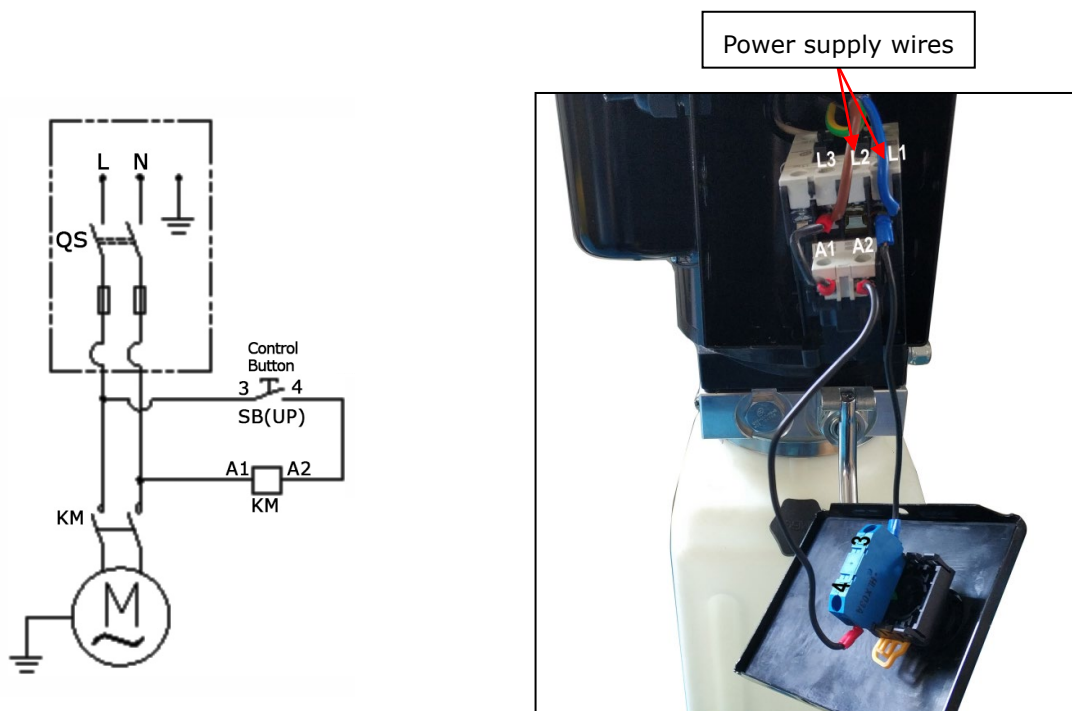 Power supply wires
L N
QS
Control
Button
3 4
SB(UP)
A1 A2
KM
KM
M
L3 L2 L1
A1 A2
3
4